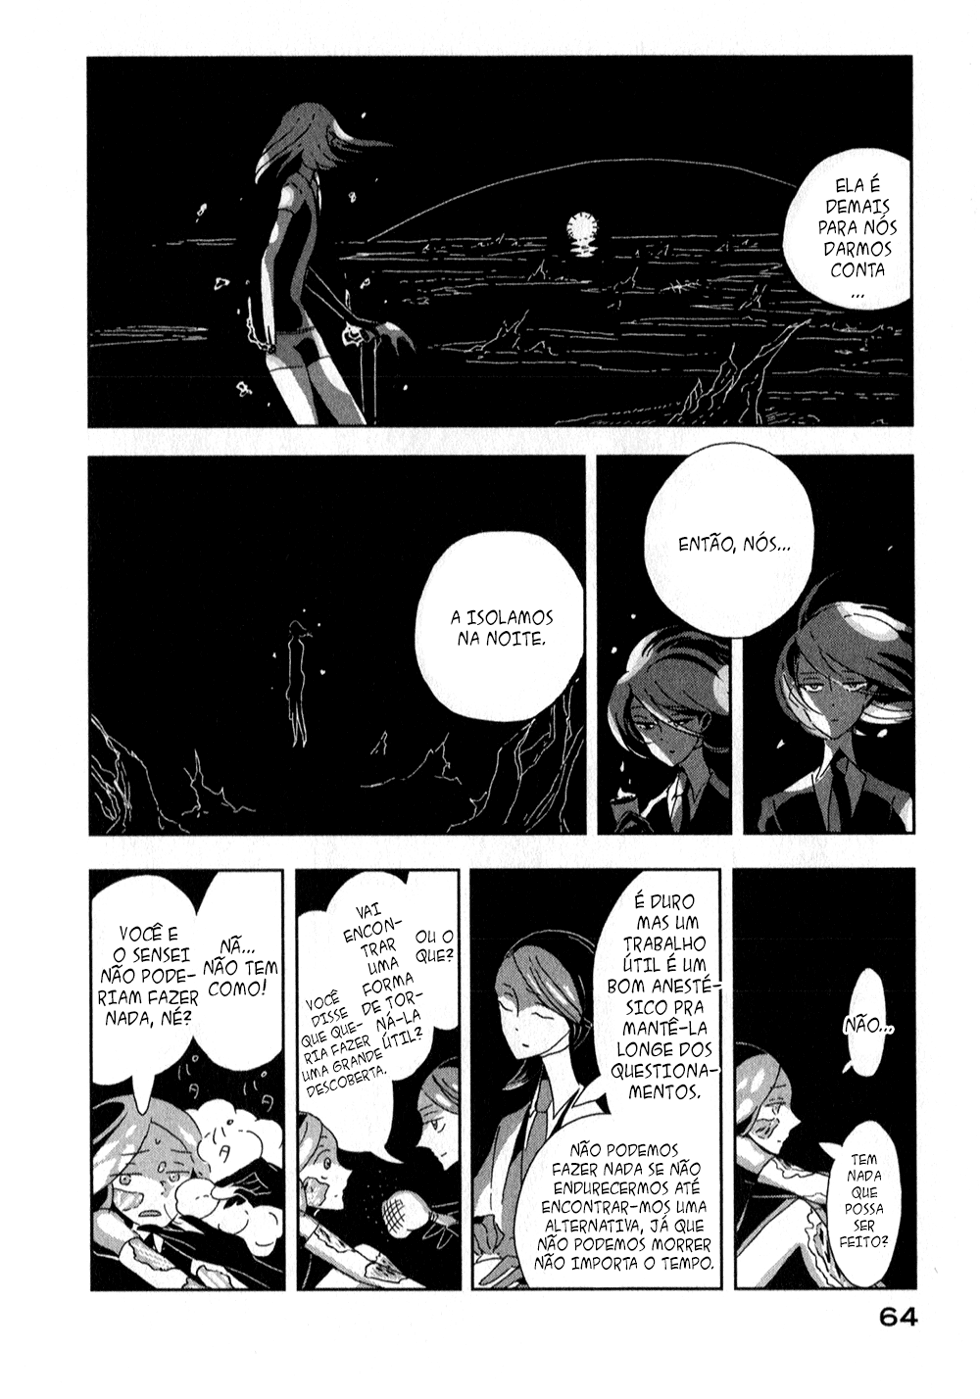 ELA É
DEMAIS
PARA NÓS
DARMOS
CONTA
...
ENTÃO, NÓS...
A ISOLAMOS
NA NOITE.
NÃO...
TEM
NADA
QUE
POSSA
SER
FEITO?
É DURO
MAS UM
TRABALHO
ÚTIL É UM
BOM ANESTÉ-
SICO PRA
MANTÊ-LA
LONGE DOS
QUESTIONA-
MENTOS.
NÃO PODEMOS
FAZER NADA SE NÃO
ENDURECERMOS ATÉ
ENCONTRAR-MOS UMA
ALTERNATIVA, JÁ QUE
NÃO PODEMOS MORRER
NÃO IMPORTA O TEMPO.
OU O
QUE?
VAI
ENCON-
TRAR
UMA
FORMA
DE TOR-
NÁ-LA
ÚTIL?
VOCÊ
DISSE
QUE QUE-
RIA FAZER
UMA GRANDE
DESCOBERTA.
NÃ...
NÃO TEM
COMO!
VOCÊ E
O SENSEI
NÃO PODE-
RIAM FAZER
NADA, NÉ?
64